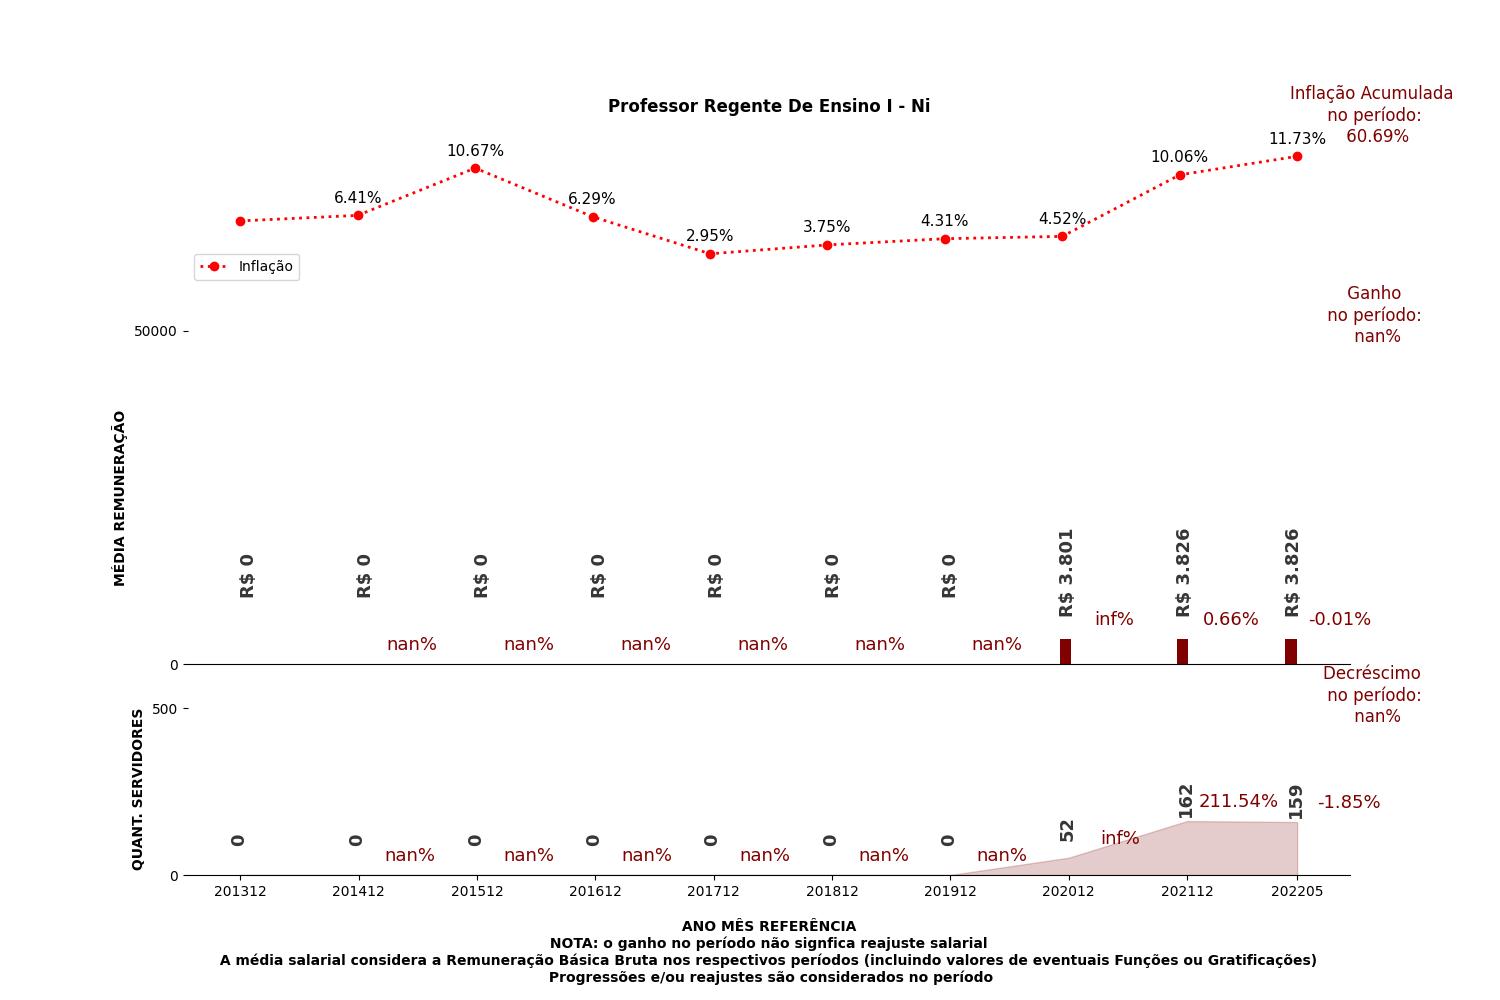 Professor Regente De Ensino I - Ni
Inflação Acumulada
no período:
60.69%
6.41%
10.67%
6.29%
2.95%
3.75%
4.31%
4.52%
10.06%
11.73%
Inflação
Ganho
no período:
nan%
50000
0
MÉDIA REMUNERAÇÃO
R$ 0
R$ 0
R$ 0
R$ 0
R$ 0
R$ 0
R$ 0
R$ 3.801
R$ 3.826
R$ 3.826
nan%
nan%
nan%
nan%
nan%
nan%
inf%
0.66%
-0.01%
Decréscimo
no período:
nan%
500
0
QUANT. SERVIDORES
0
0
0
0
0
0
0
52
162
159
nan%
nan%
nan%
nan%
nan%
nan%
inf%
211.54%
-1.85%
201312
201412
201512
201612
201712
201812
201912
202012
202112
202205
ANO MÊS REFERÊNCIA
NOTA: o ganho no período não signfica reajuste salarial
A média salarial considera a Remuneração Básica Bruta nos respectivos períodos (incluindo valores de eventuais Funções ou Gratificações)
Progressões e/ou reajustes são considerados no período